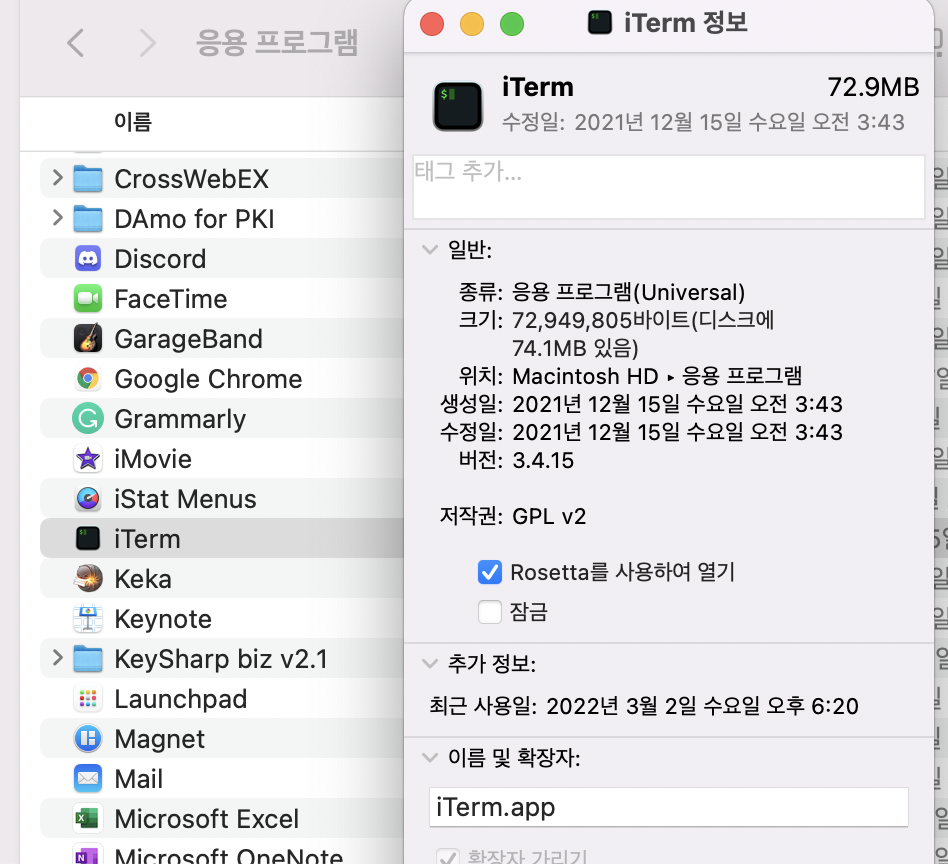 응용 프로그램
이름
CrossWebEX
DAmo for PKI
Discord
FaceTime
GarageBand
Google Chrome
Grammarly
iMovie
iStat Menus
iTerm
Keka
Keynote
KeySharp biz v2.1
Launchpad
Magnet
Mail
Microsoft Excel
Microsoft OneNote
iTerm 정보
iTerm 72.9MB
수정일: 2021년 12월 15일 수요일 오전 3:43
태그 추가...
일반:
종류: 응용 프로그램(Universal)
크기: 72,949,805바이트(디스크에
74.1MB 있음)
위치: Macintosh HD ▸ 응용 프로그램
생성일: 2021년 12월 15일 수요일 오전 3:43
수정일: 2021년 12월 15일 수요일 오전 3:43
버전: 3.4.15
저작권: GPL v2
Rosetta를 사용하여 열기
잠금
추가 정보:
최근 사용일: 2022년 3월 2일 수요일 오후 6:20
이름 및 확장자:
iTerm.app
확장자 가리기